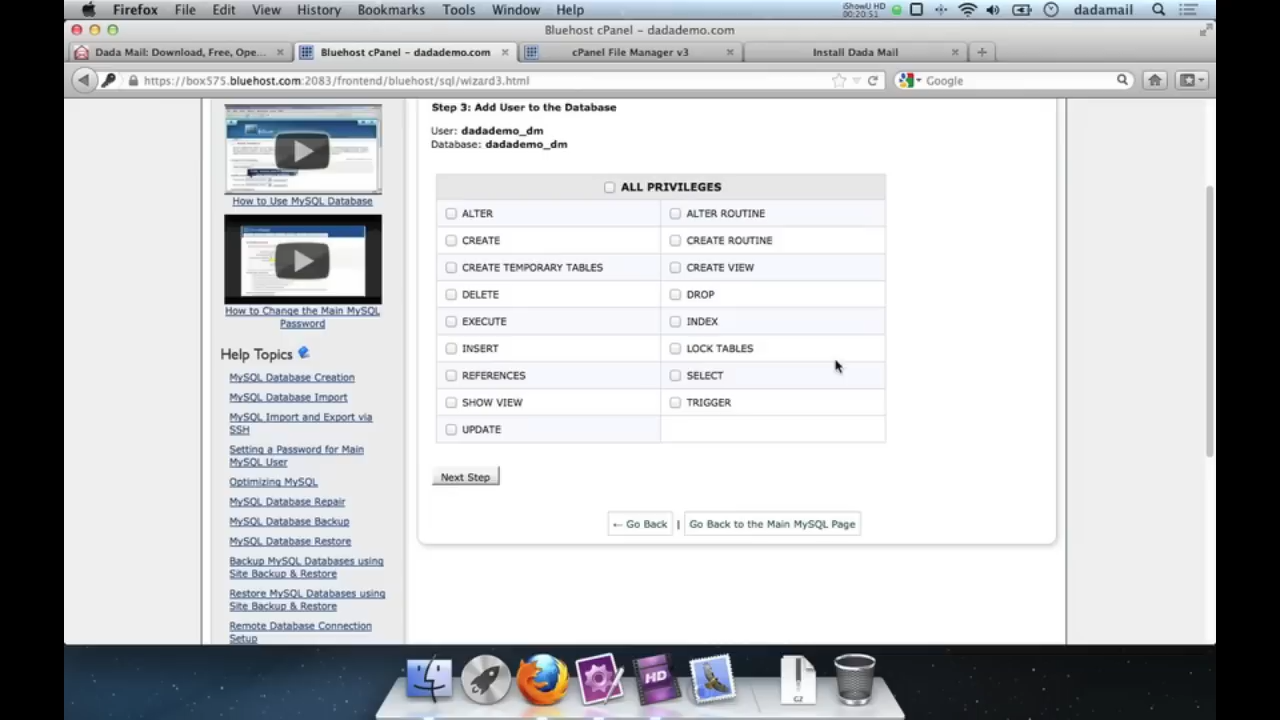 Firefox File Edit View History Bookmarks Tools Window Help
iShowU HD
00:20:51
dadamail
Bluehost cPanel – dadademo.com
Dada Mail: Download, Free, Ope...
Bluehost cPanel – dadademo.com
cPanel File Manager v3
Install Dada Mail
https://box575.bluehost.com:2083/frontend/bluehost/sql/wizard3.html
Google
How to Use MySQL Database
How to Change the Main MySQL
Password
Help Topics
MySQL Database Creation
MySQL Database Import
MySQL Import and Export via
SSH
Setting a Password for Main
MySQL User
Optimizing MySQL
MySQL Database Repair
MySQL Database Backup
MySQL Database Restore
Backup MySQL Databases using
Site Backup & Restore
Restore MySQL Databases using
Site Backup & Restore
Remote Database Connection
Setup
Step 3: Add User to the Database
User: dadademo_dm
Database: dadademo_dm
ALL PRIVILEGES
ALTER ALTER ROUTINE
CREATE CREATE ROUTINE
CREATE TEMPORARY TABLES CREATE VIEW
DELETE DROP
EXECUTE INDEX
INSERT LOCK TABLES
REFERENCES SELECT
SHOW VIEW TRIGGER
UPDATE
Next Step
← Go Back | Go Back to the Main MySQL Page
HD